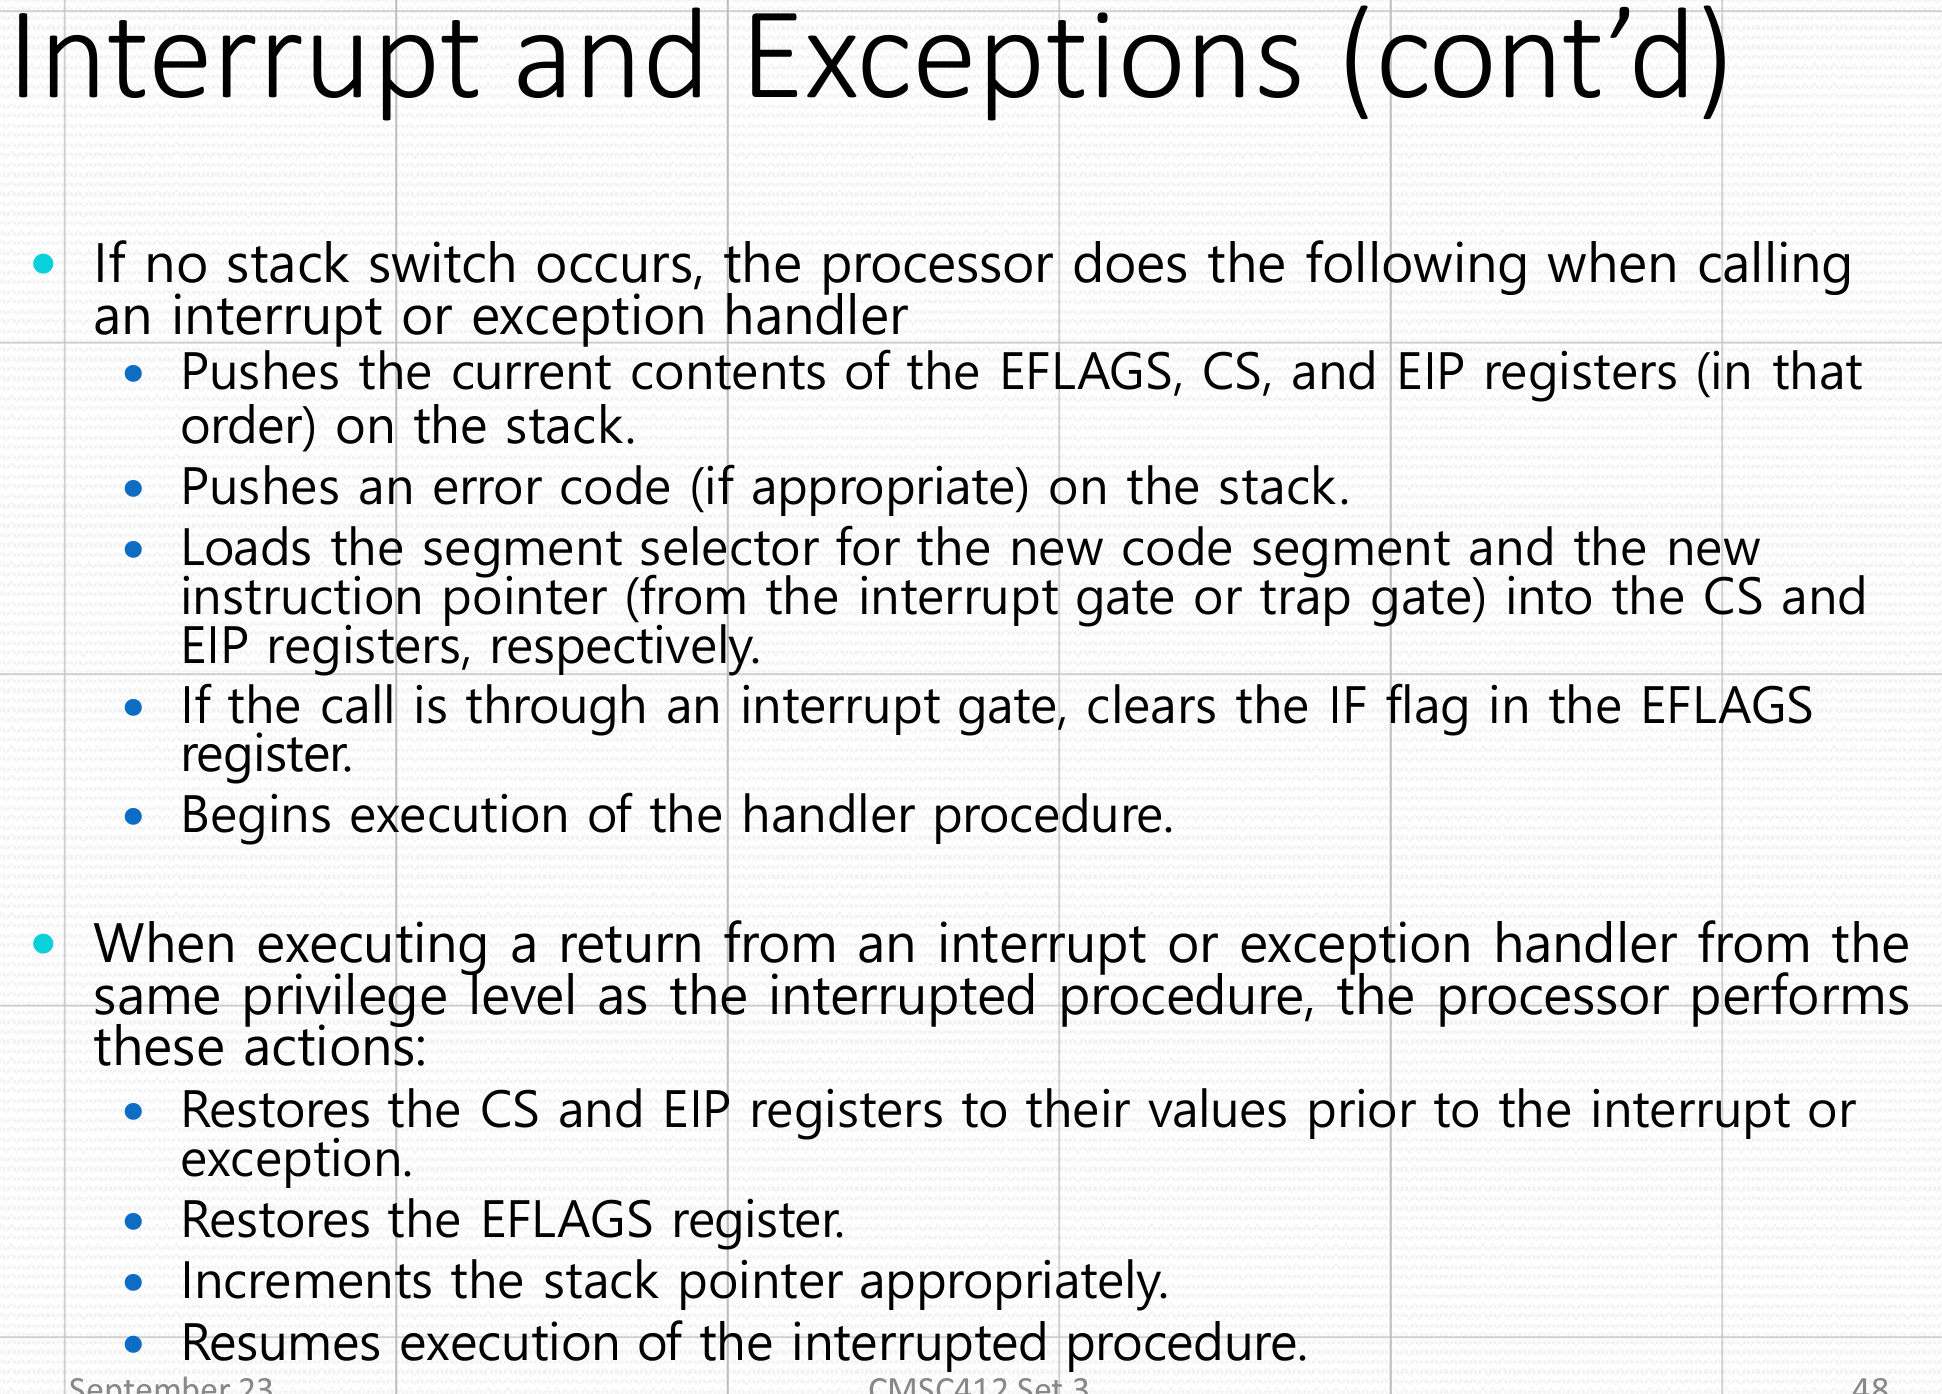 Interrupt and Exceptions (cont’d)
• If no stack switch occurs, the processor does the following when calling
an interrupt or exception handler
• Pushes the current contents of the EFLAGS, CS, and EIP registers (in that
order) on the stack.
• Pushes an error code (if appropriate) on the stack.
• Loads the segment selector for the new code segment and the new
instruction pointer (from the interrupt gate or trap gate) into the CS and
EIP registers, respectively.
• If the call is through an interrupt gate, clears the IF flag in the EFLAGS
register.
• Begins execution of the handler procedure.
• When executing a return from an interrupt or exception handler from the
same privilege level as the interrupted procedure, the processor performs
these actions:
• Restores the CS and EIP registers to their values prior to the interrupt or
exception.
• Restores the EFLAGS register.
• Increments the stack pointer appropriately.
• Resumes execution of the interrupted procedure.
September 23 CMSC412 Set 3 48